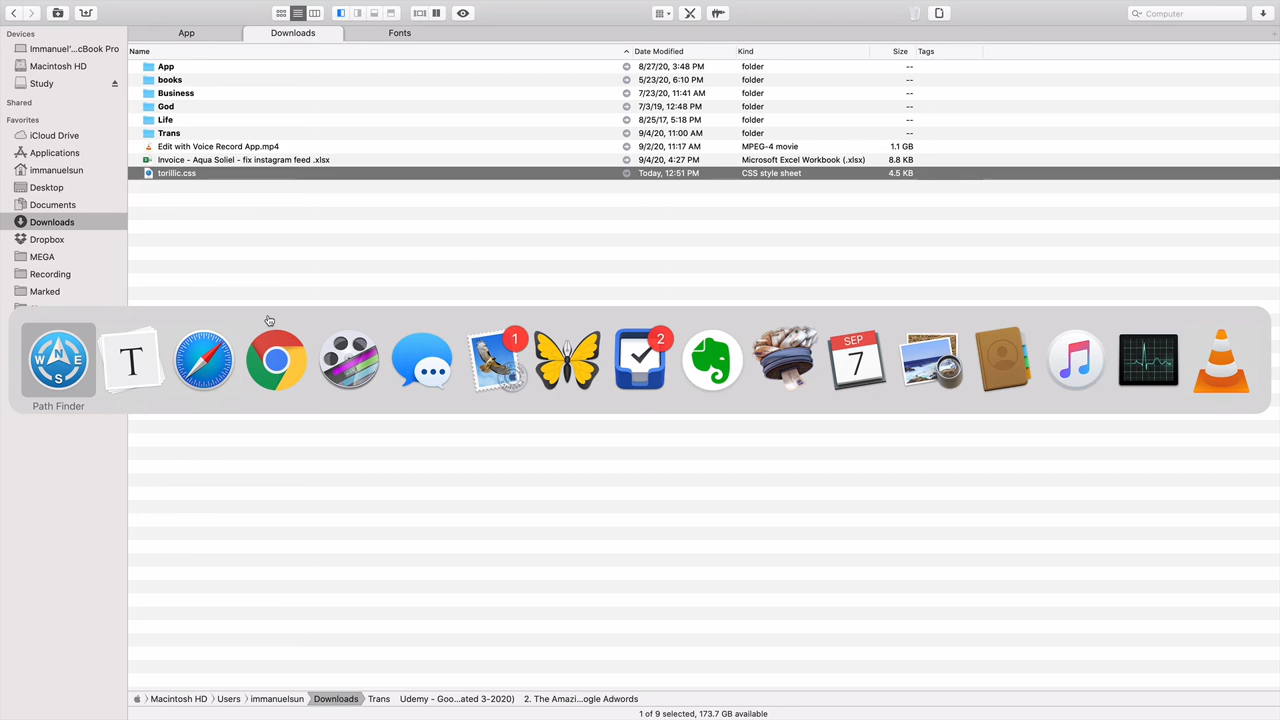 Computer
Devices
App
Downloads
Fonts
Immanuel'...cBook Pro
Macintosh HD
Study
Shared
Favorites
iCloud Drive
Applications
immanuelsun
Desktop
Documents
Downloads
Dropbox
MEGA
Recording
Marked
Name Date Modified Kind Size Tags
App 8/27/20, 3:48 PM folder --
books 5/23/20, 6:10 PM folder --
Business 7/23/20, 11:41 AM folder --
God 7/3/19, 12:48 PM folder --
Life 8/25/17, 5:18 PM folder --
Trans 9/4/20, 11:00 AM folder --
Edit with Voice Record App.mp4 9/2/20, 11:17 AM MPEG-4 movie 1.1 GB
Invoice - Aqua Soliel - fix instagram feed .xlsx 9/4/20, 4:27 PM Microsoft Excel Workbook (.xlsx) 8.8 KB
torillic.css Today, 12:51 PM CSS style sheet 4.5 KB
W N E S
T
1
2
SEP
7
Path Finder
Macintosh HD Users immanuelsun Downloads Trans Udemy - Goo...ated 3-2020) 2. The Amazi...ogle Adwords
1 of 9 selected, 173.7 GB available